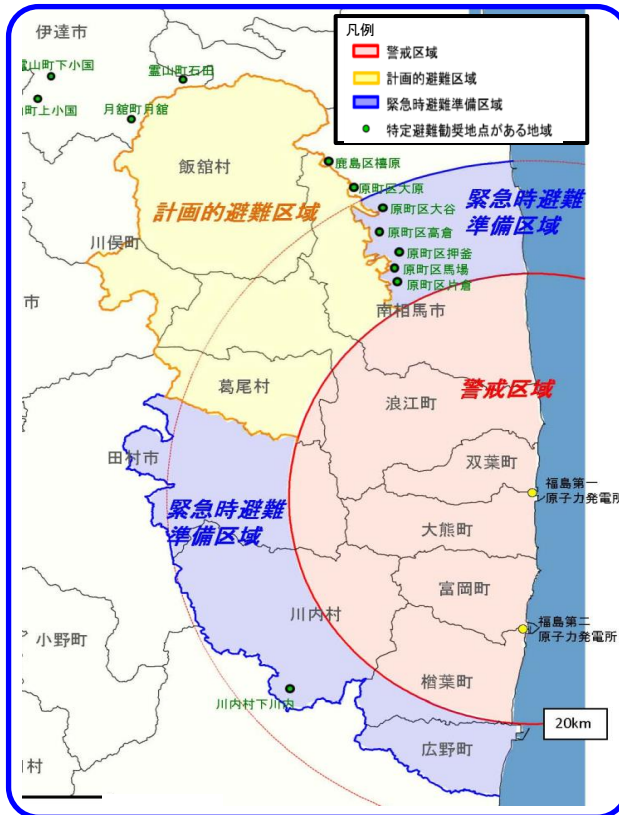 凡例
警戒区域
計画的避難区域
緊急時避難準備区域
特定避難勧奨地点がある地域
伊達市
霊山町下小国
霊山町石田
町上小国
月舘町月舘
飯舘村
鹿島区橲原
計画的避難区域
原町区大原
緊急時避難
準備区域
原町区大谷
川俣町
原町区高倉
原町区押釜
原町区馬場
原町区片倉
市
南相馬市
葛尾村
警戒区域
浪江町
田村市
双葉町
福島第一
原子力発電所
緊急時避難
準備区域
大熊町
富岡町
川内村
小野町
福島第二
原子力発電所
楢葉町
川内村下川内
20km
広野町
村